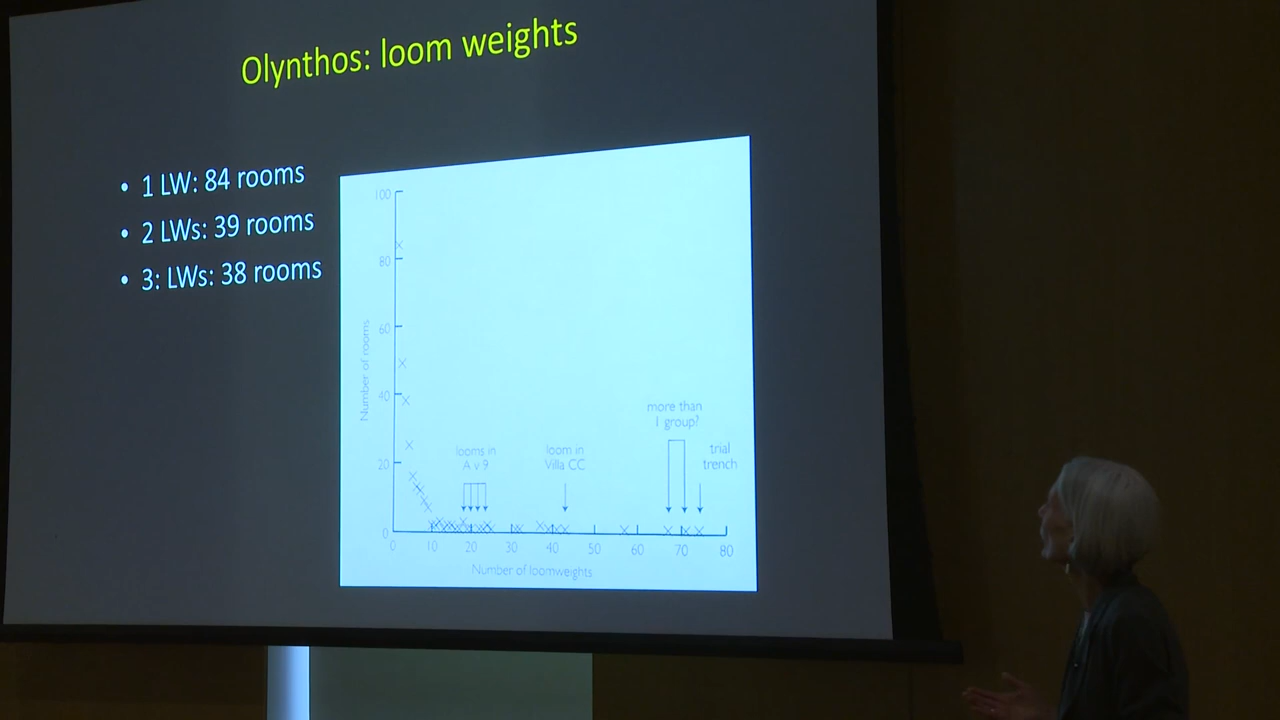 Olynthos: loom weights
• 1 LW: 84 rooms
• 2 LWs: 39 rooms
• 3: LWs: 38 rooms
100
80
60
40
20
0
Number of rooms
looms in
A v 9
loom in
Villa CC
more than
1 group?
trial
trench
0 10 20 30 40 50 60 70 80
Number of loomweights